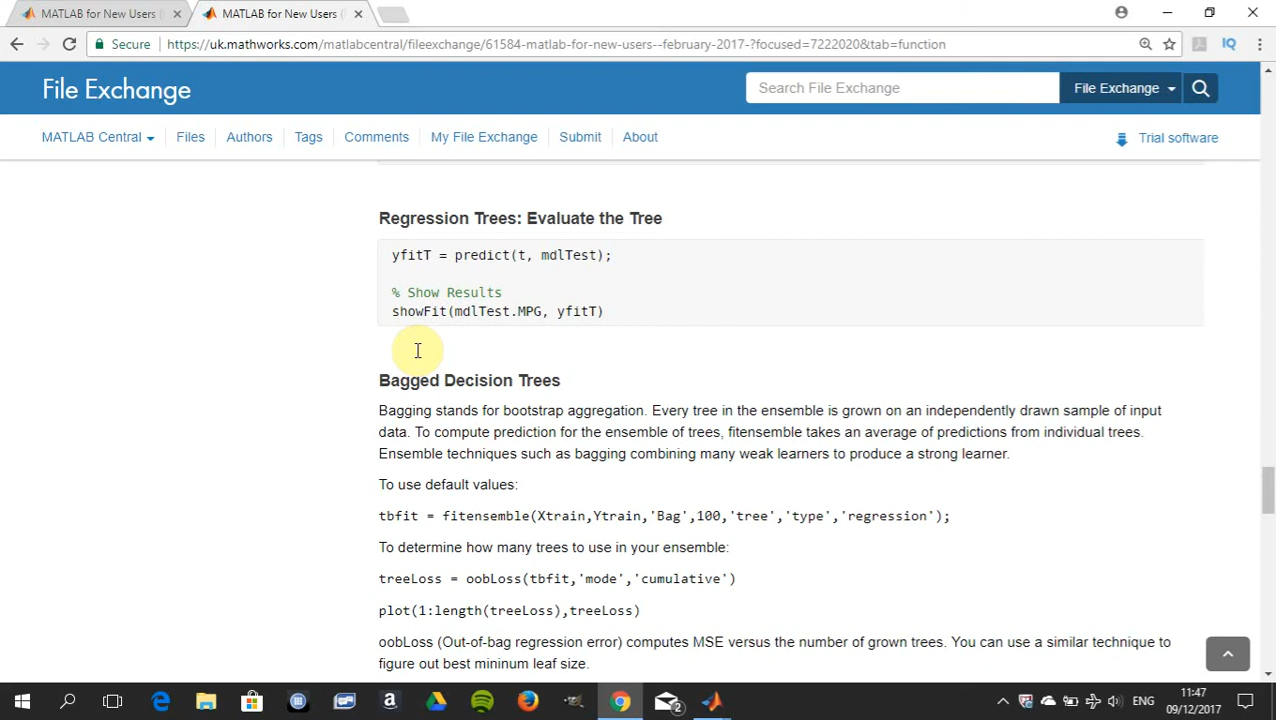 MATLAB for New Users (
MATLAB for New Users (
Secure
https://uk.mathworks.com/matlabcentral/fileexchange/61584-matlab-for-new-users--february-2017-?focused=7222020&tab=function
IQ
File Exchange
Search File Exchange
File Exchange
MATLAB Central
Files
Authors
Tags
Comments
My File Exchange
Submit
About
Trial software
Regression Trees: Evaluate the Tree
yfitT = predict(t, mdlTest);
% Show Results
showFit(mdlTest.MPG, yfitT)
Bagged Decision Trees
Bagging stands for bootstrap aggregation. Every tree in the ensemble is grown on an independently drawn sample of input
data. To compute prediction for the ensemble of trees, fitensemble takes an average of predictions from individual trees.
Ensemble techniques such as bagging combining many weak learners to produce a strong learner.
To use default values:
tbfit = fitensemble(Xtrain,Ytrain,'Bag',100,'tree','type','regression');
To determine how many trees to use in your ensemble:
treeLoss = oobLoss(tbfit,'mode','cumulative')
plot(1:length(treeLoss),treeLoss)
oobLoss (Out-of-bag regression error) computes MSE versus the number of grown trees. You can use a similar technique to
figure out best mininum leaf size.
2
ENG
11:47
09/12/2017